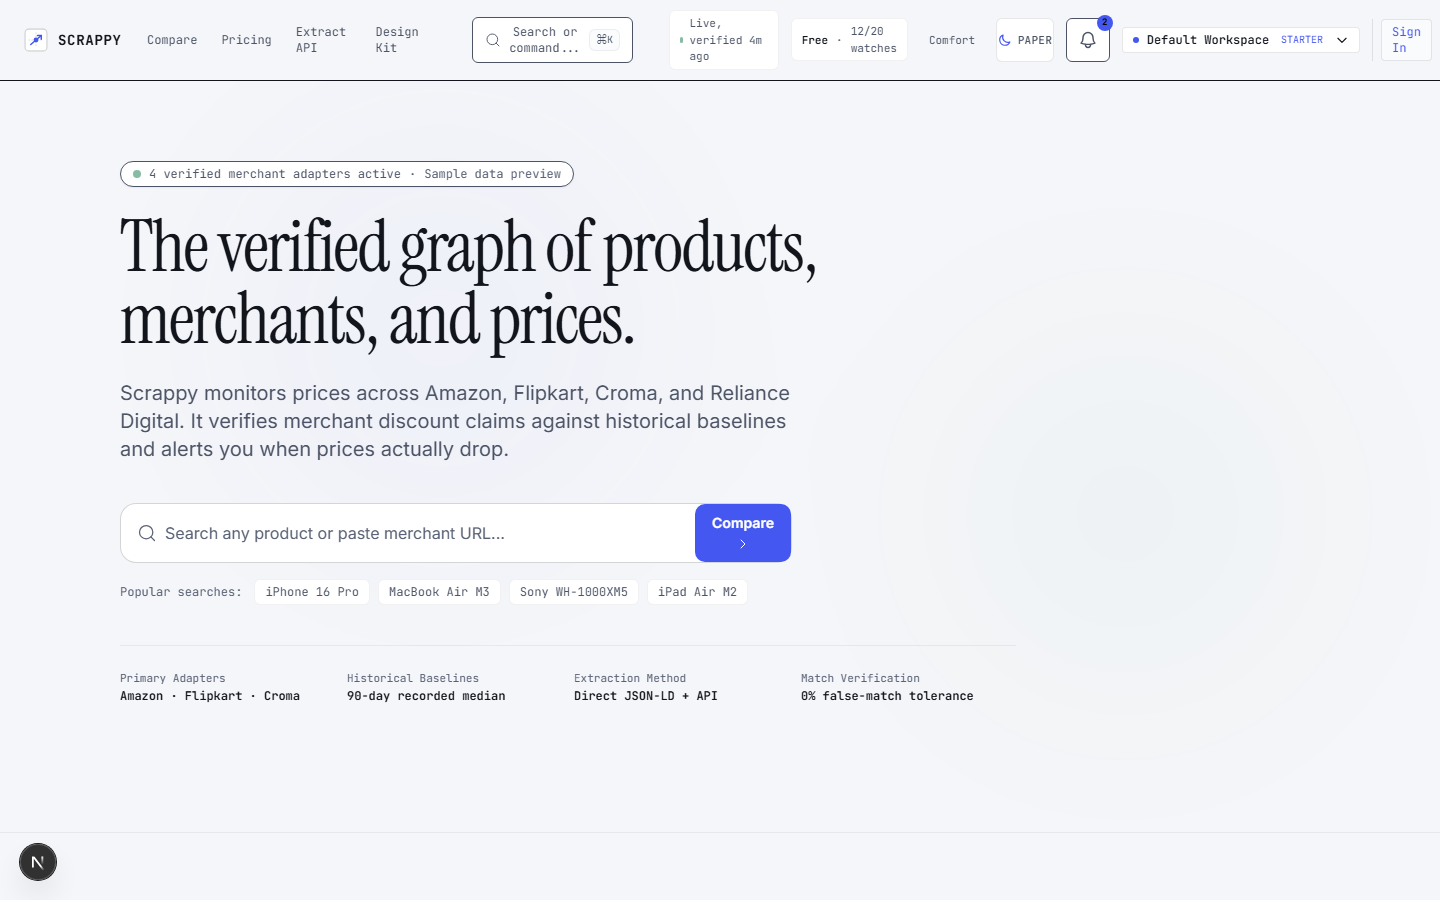 SCRAPPY
Compare
Pricing
Extract
API
Design
Kit
Search or
command...
⌘K
Live,
verified 4m
ago
Free · 12/20
watches
Comfort
PAPER
2
Default Workspace STARTER
Sign
In
4 verified merchant adapters active · Sample data preview
The verified graph of products,
merchants, and prices.
Scrappy monitors prices across Amazon, Flipkart, Croma, and Reliance
Digital. It verifies merchant discount claims against historical baselines
and alerts you when prices actually drop.
Search any product or paste merchant URL...
Compare
Popular searches: iPhone 16 Pro MacBook Air M3 Sony WH-1000XM5 iPad Air M2
Primary Adapters
Amazon · Flipkart · Croma
Historical Baselines
90-day recorded median
Extraction Method
Direct JSON-LD + API
Match Verification
0% false-match tolerance
N